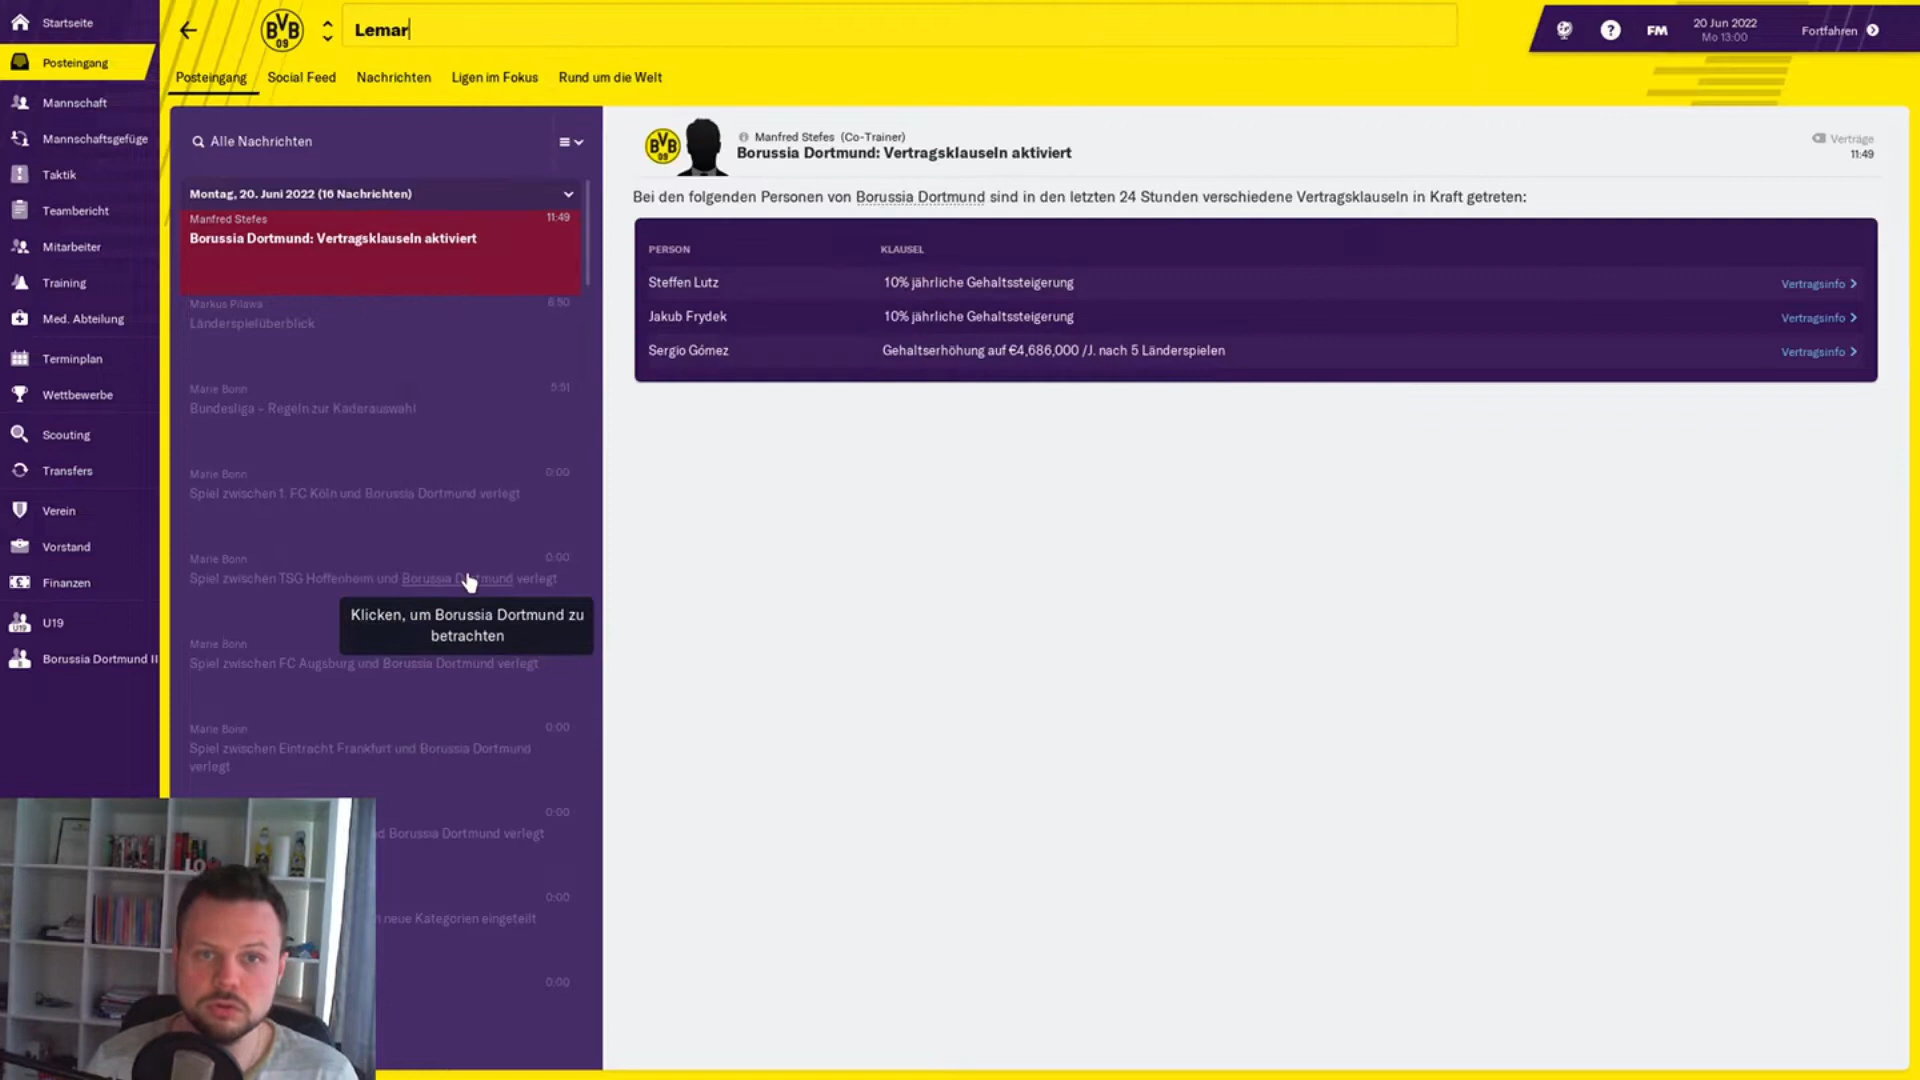 Startseite
Posteingang
Mannschaft
Mannschaftsgefüge
Taktik
Teambericht
Mitarbeiter
Training
Med. Abteilung
Terminplan
Wettbewerbe
Scouting
Transfers
Verein
Vorstand
Finanzen
U19
U19
Borussia Dortmund II
BVB
09
Lemar
FM
20 Jun 2022
Mo 13:00
Fortfahren
Posteingang Social Feed Nachrichten Ligen im Fokus Rund um die Welt
Alle Nachrichten
Montag, 20. Juni 2022 (16 Nachrichten)
Manfred Stefes 11:49
Borussia Dortmund: Vertragsklauseln aktiviert
Markus Pilawa 8:50
Länderspielüberblick
Marie Bonn 5:51
Bundesliga – Regeln zur Kaderauswahl
Marie Bonn 0:00
Spiel zwischen 1. FC Köln und Borussia Dortmund verlegt
Marie Bonn 0:00
Spiel zwischen TSG Hoffenheim und Borussia Dortmund verlegt
Klicken, um Borussia Dortmund zu
betrachten
Marie Bonn
Spiel zwischen FC Augsburg und Borussia Dortmund verlegt
Marie Bonn 0:00
Spiel zwischen Eintracht Frankfurt und Borussia Dortmund
verlegt
0:00
d Borussia Dortmund verlegt
0:00
neue Kategorien eingeteilt
0:00
BVB
09
Manfred Stefes (Co-Trainer)
Borussia Dortmund: Vertragsklauseln aktiviert
Verträge
11:49
Bei den folgenden Personen von Borussia Dortmund sind in den letzten 24 Stunden verschiedene Vertragsklauseln in Kraft getreten:
PERSON KLAUSEL
Steffen Lutz 10% jährliche Gehaltssteigerung Vertragsinfo
Jakub Frydek 10% jährliche Gehaltssteigerung Vertragsinfo
Sergio Gómez Gehaltserhöhung auf €4,686,000 /J. nach 5 Länderspielen Vertragsinfo